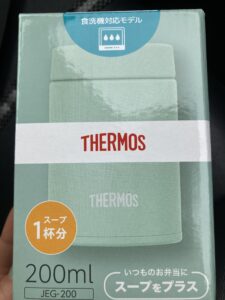 食洗機対応モデル
THERMOS
THERMOS
スープ
1杯分
200ml
JEG-200
いつものお弁当に
スープをプラス